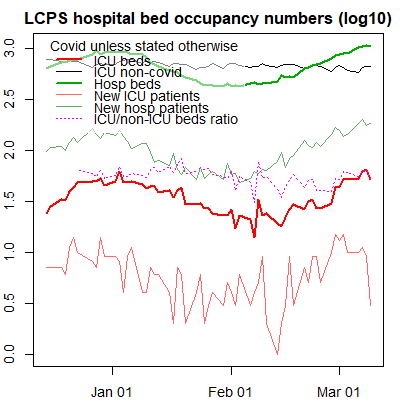 LCPS hospital bed occupancy numbers (log10)
Covid unless stated otherwise
ICU beds
ICU non-covid
Hosp beds
New ICU patients
New hosp patients
ICU/non-ICU beds ratio
3.0
2.5
2.0
1.5
1.0
0.5
0.0
Jan 01
Feb 01
Mar 01